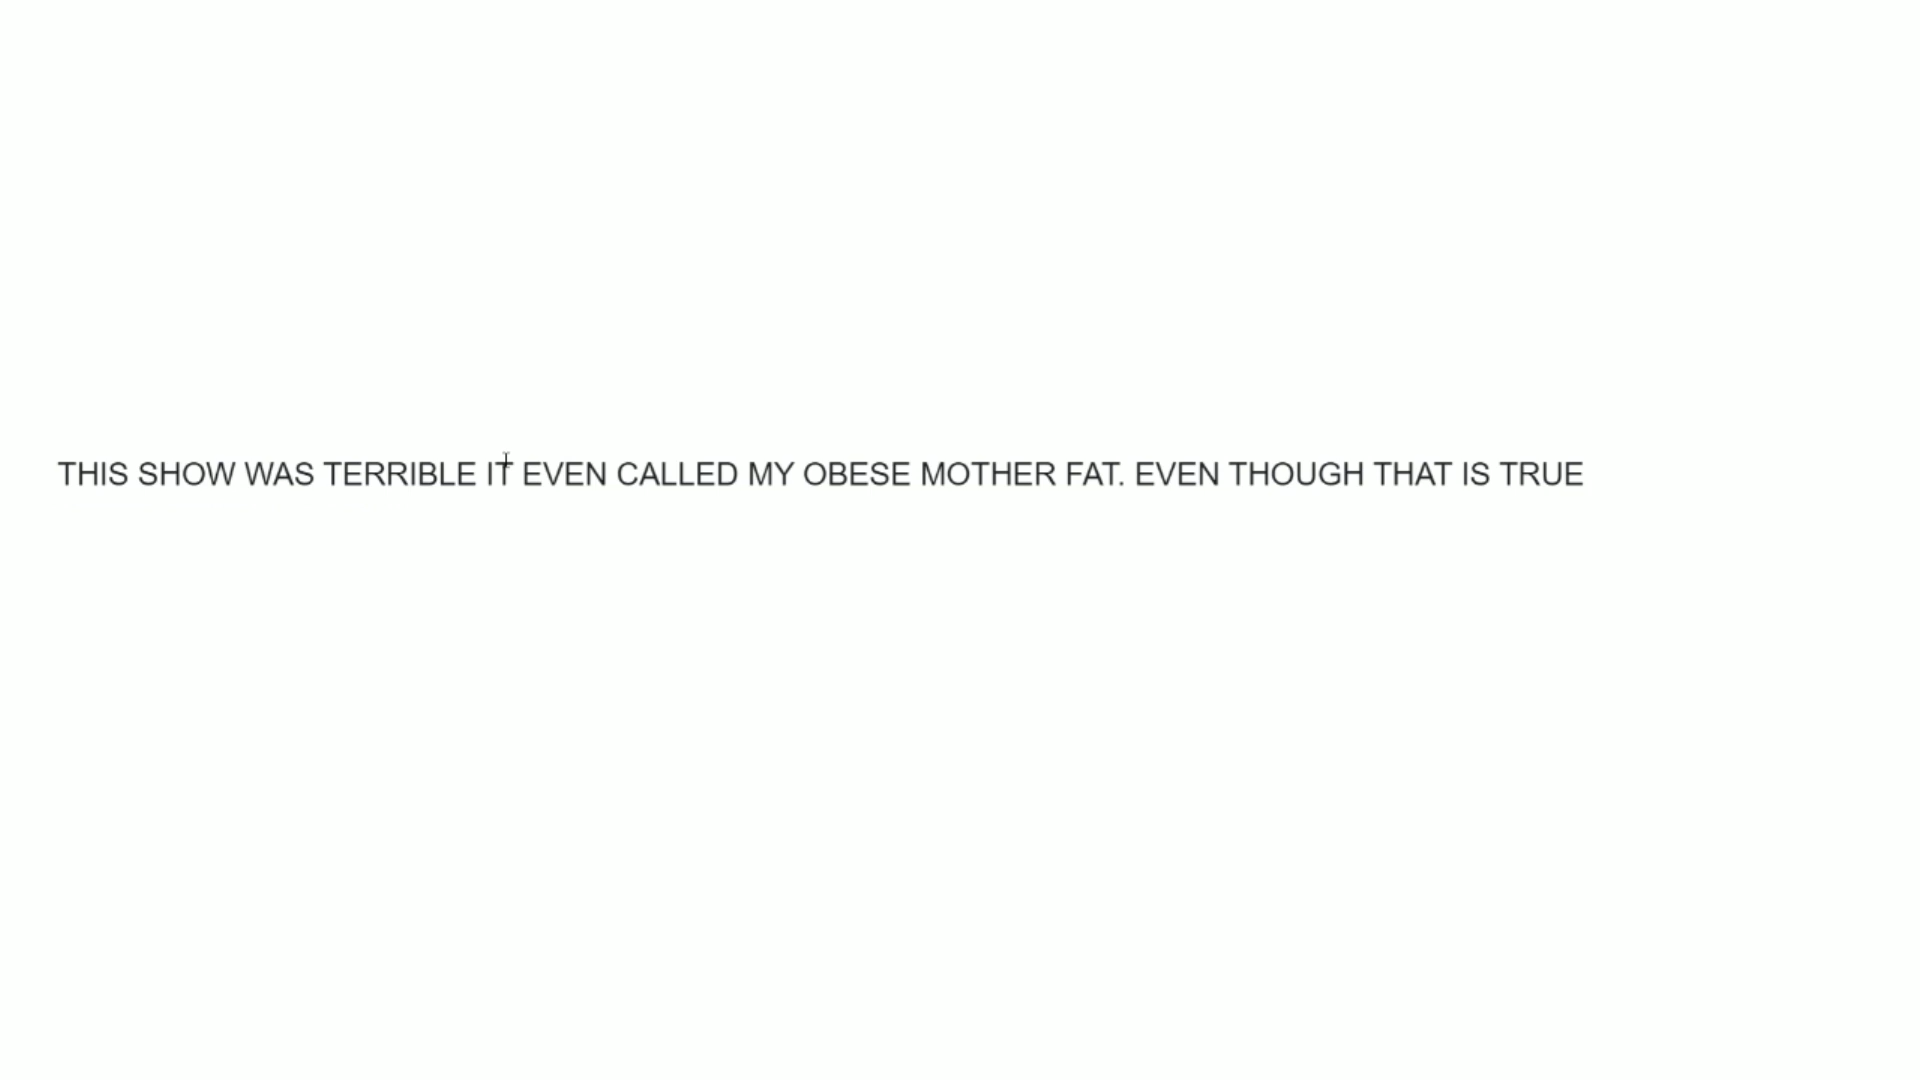 THIS SHOW WAS TERRIBLE IT EVEN CALLED MY OBESE MOTHER FAT. EVEN THOUGH THAT IS TRUE